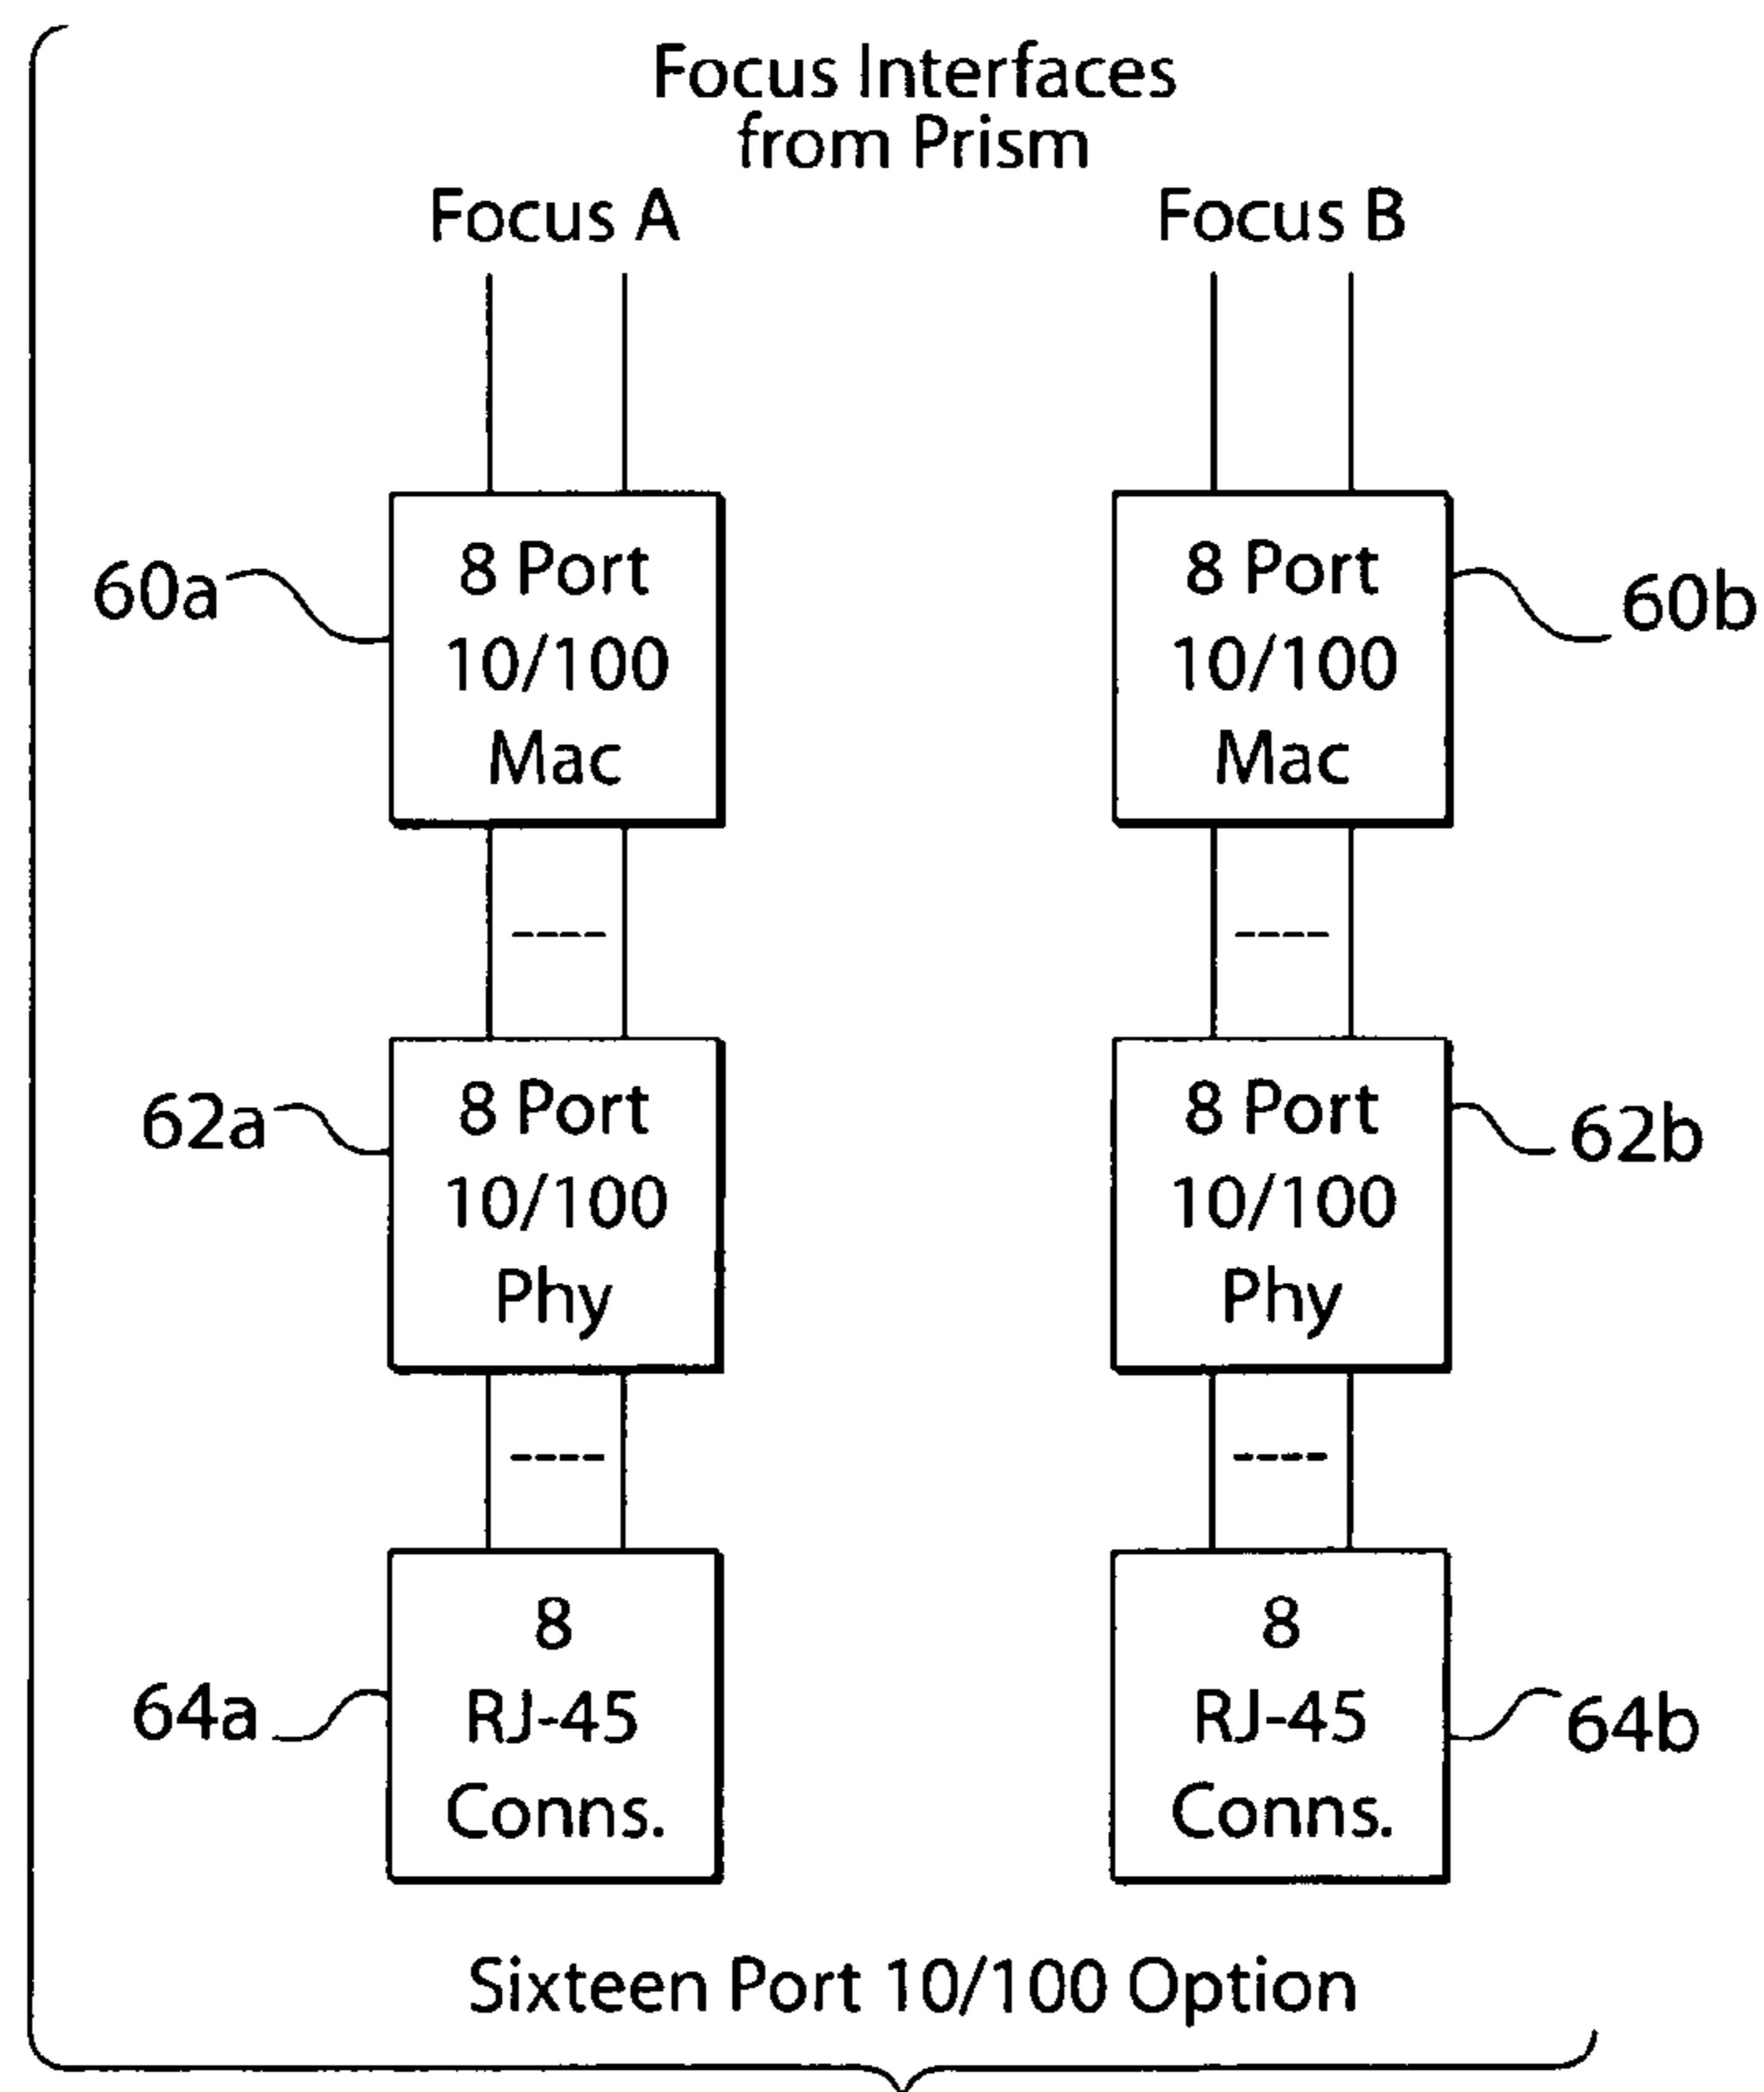 Focus Interfaces
from Prism
Focus A
Focus B
60a
8 Port
10/100
Mac
8 Port
10/100
Mac
60b
62a
8 Port
10/100
Phy
8 Port
10/100
Phy
62b
64a
8
RJ-45
Conns.
8
RJ-45
Conns.
64b
Sixteen Port 10/100 Option